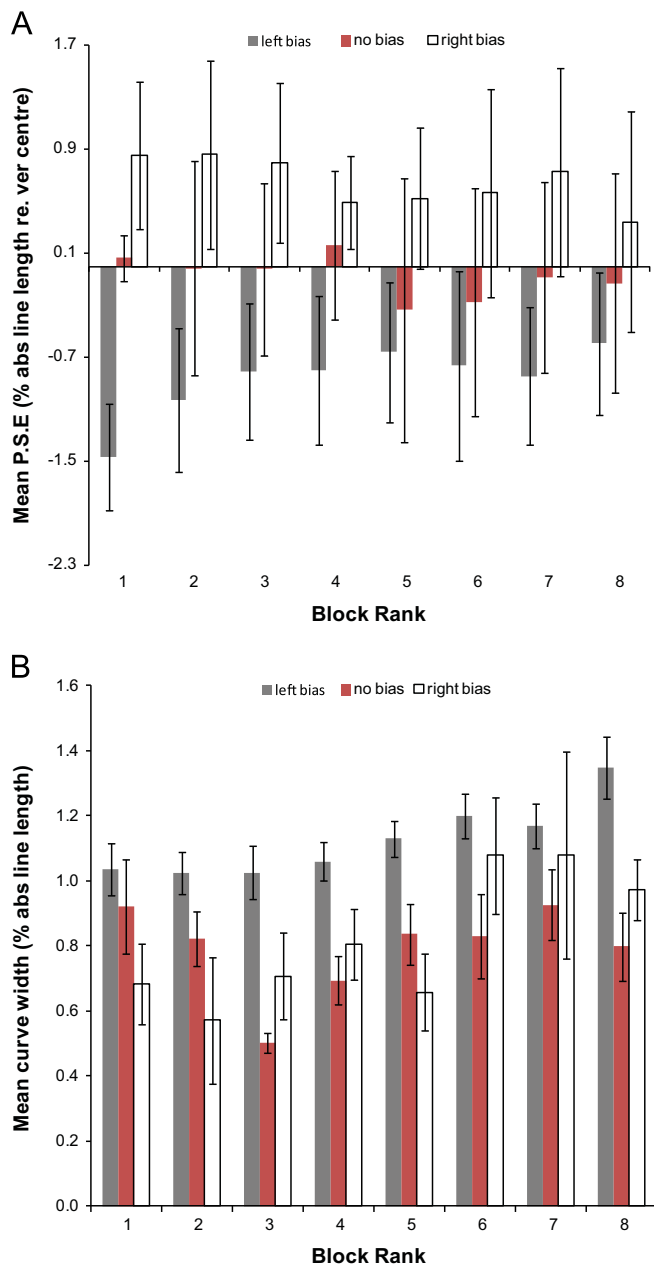 A
left bias no bias right bias
1.7
0.9
0.1
-0.7
-1.5
-2.3
Mean P.S.E (% abs line length re. ver centre)
1 2 3 4 5 6 7 8
Block Rank
B
left bias no bias right bias
1.6
1.4
1.2
1.0
0.8
0.6
0.4
0.2
0.0
Mean curve width (% abs line length)
1 2 3 4 5 6 7 8
Block Rank